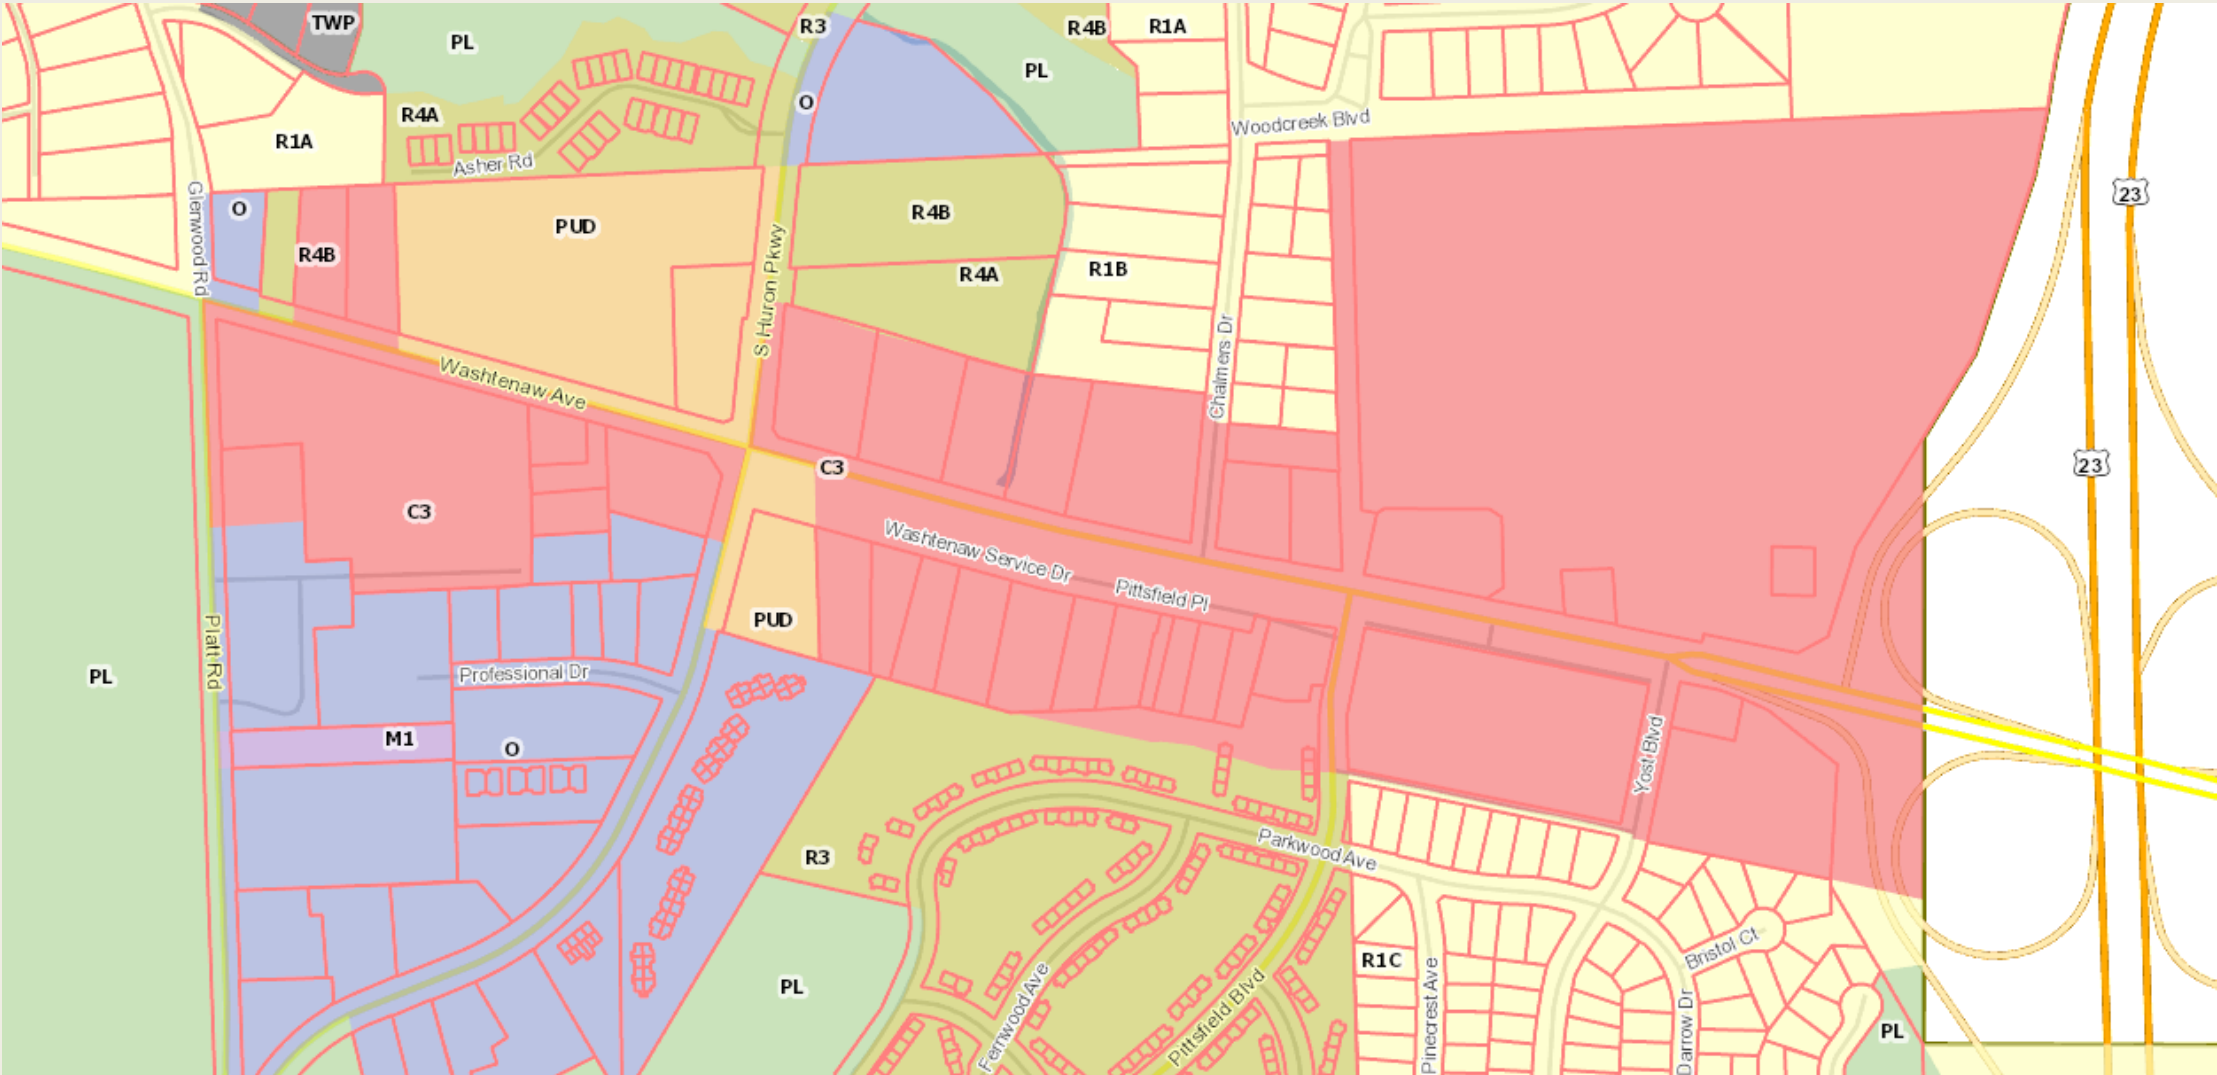 TWP
R3
R4B
R1A
PL
PL
O
R4A
Woodcreek Blvd
R1A
Asher Rd
23
Glenwood Rd
O
R4B
PUD
R4B
S Huron Pkwy
R4A
R1B
Chalmers Dr
Washtenaw Ave
C3
23
C3
Washtenaw Service Dr
Pittsfield Pl
PUD
Platt Rd
PL
Professional Dr
M1
O
Yost Blvd
R3
Parkwood Ave
PL
Fernwood Ave
Pittsfield Blvd
R1C
Pinecrest Ave
Bristol Ct
Darrow Dr
PL